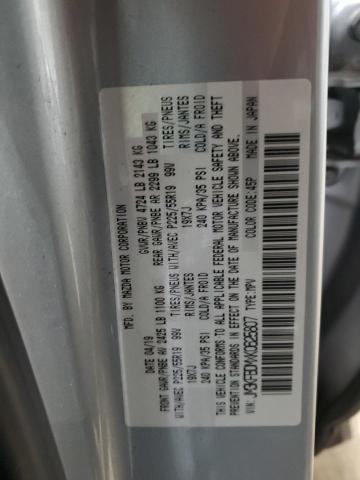 MFD. BY MAZDA MOTOR CORPORATION
DATE 04/19 GVWR/PNBV 4724 LB 2143 KG
FRONT GAWR/PNBE AV 2425 LB 1100 KG REAR GAWR/PNBE AR 2299 LB 1043 KG
WITH/AVEC P225/55R19 99V TIRES/PNEUS WITH/AVEC P225/55R19 99V TIRES/PNEUS
19X7J RIMS/JANTES 19X7J RIMS/JANTES
240 KPA/35 PSI COLD/A FROID 240 KPA/35 PSI COLD/A FROID
THIS VEHICLE CONFORMS TO ALL APPLICABLE MOTOR VEHICLE SAFETY AND THEFT
PREVENTION STANDARDS IN EFFECT ON THE DATE OF MANUFACTURE SHOWN ABOVE.
VIN: TYPE:MPV COLOR CODE:45P MADE IN JAPAN